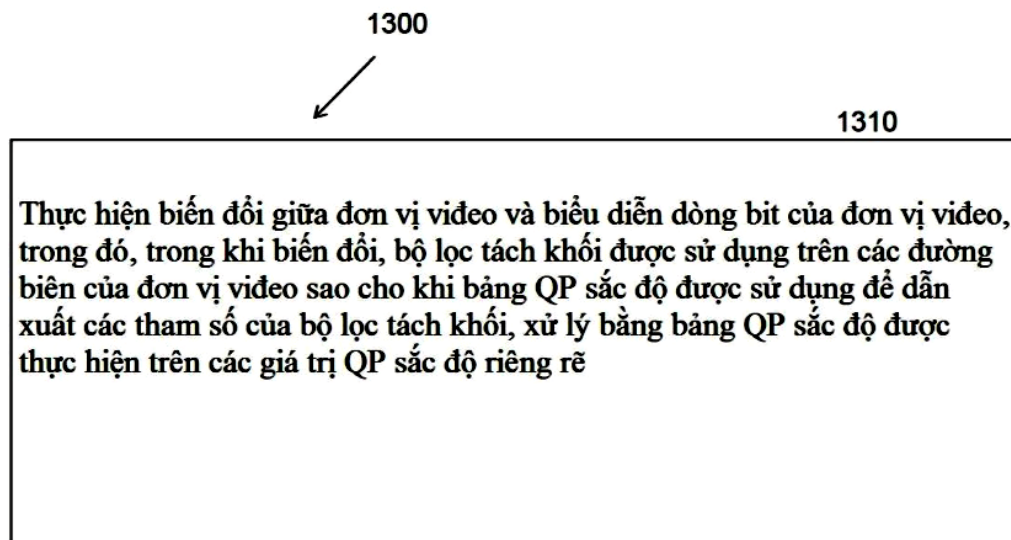 1300
1310
Thực hiện biến đổi giữa đơn vị viđeo và biểu diễn dòng bit của đơn vị viđeo,
trong đó, trong khi biến đổi, bộ lọc tách khối được sử dụng trên các đường
biên của đơn vị viđeo sao cho khi bảng QP sắc độ được sử dụng để dẫn
xuất các tham số của bộ lọc tách khối, xử lý bằng bảng QP sắc độ được
thực hiện trên các giá trị QP sắc độ riêng rẽ